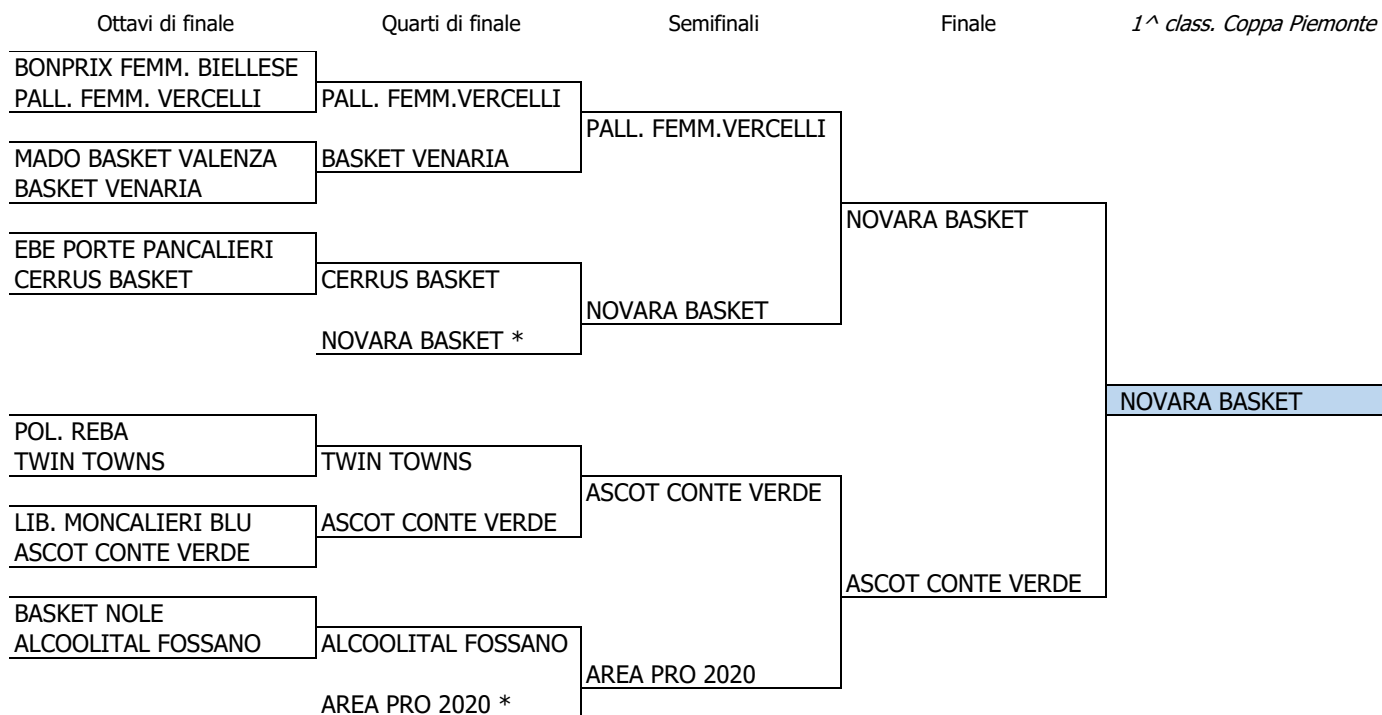 Ottavi di finale
Quarti di finale
Semifinali
Finale
1^ class. Coppa Piemonte
BONPRIX FEMM. BIELLESE
PALL. FEMM. VERCELLI
PALL. FEMM.VERCELLI
PALL. FEMM.VERCELLI
MADO BASKET VALENZA
BASKET VENARIA
BASKET VENARIA
NOVARA BASKET
EBE PORTE PANCALIERI
CERRUS BASKET
CERRUS BASKET
NOVARA BASKET
NOVARA BASKET *
NOVARA BASKET
POL. REBA
TWIN TOWNS
TWIN TOWNS
ASCOT CONTE VERDE
LIB. MONCALIERI BLU
ASCOT CONTE VERDE
ASCOT CONTE VERDE
ASCOT CONTE VERDE
BASKET NOLE
ALCOOLITAL FOSSANO
ALCOOLITAL FOSSANO
AREA PRO 2020
AREA PRO 2020 *